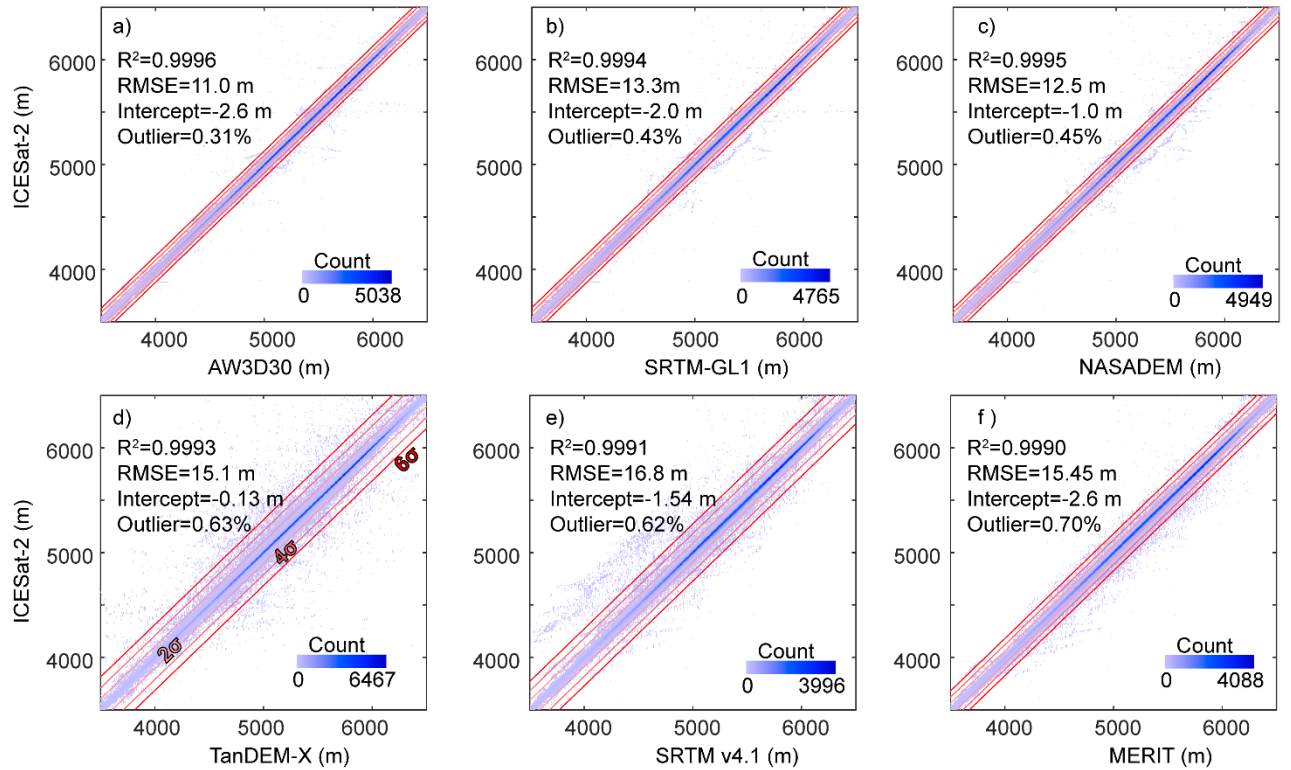 a)
R²=0.9996
RMSE=11.0 m
Intercept=-2.6 m
Outlier=0.31%
6000
5000
4000
ICESat-2 (m)
Count
0 5038
4000 5000 6000
AW3D30 (m)
b)
R²=0.9994
RMSE=13.3m
Intercept=-2.0 m
Outlier=0.43%
6000
5000
4000
Count
0 4765
4000 5000 6000
SRTM-GL1 (m)
c)
R²=0.9995
RMSE=12.5 m
Intercept=-1.0 m
Outlier=0.45%
6000
5000
4000
Count
0 4949
4000 5000 6000
NASADEM (m)
d)
R²=0.9993
RMSE=15.1 m
Intercept=-0.13 m
Outlier=0.63%
6000
5000
4000
ICESat-2 (m)
6σ
4σ
2σ
Count
0 6467
4000 5000 6000
TanDEM-X (m)
e)
R²=0.9991
RMSE=16.8 m
Intercept=-1.54 m
Outlier=0.62%
6000
5000
4000
Count
0 3996
4000 5000 6000
SRTM v4.1 (m)
f )
R²=0.9990
RMSE=15.45 m
Intercept=-2.6 m
Outlier=0.70%
6000
5000
4000
Count
0 4088
4000 5000 6000
MERIT (m)